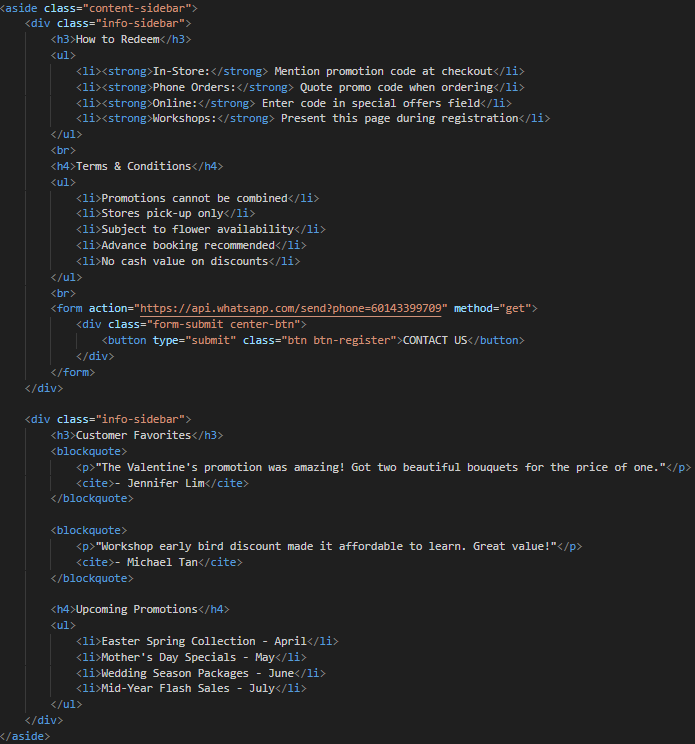 <aside class="content-sidebar">
    <div class="info-sidebar">
        <h3>How to Redeem</h3>
        <ul>
            <li><strong>In-Store:</strong> Mention promotion code at checkout</li>
            <li><strong>Phone Orders:</strong> Quote promo code when ordering</li>
            <li><strong>Online:</strong> Enter code in special offers field</li>
            <li><strong>Workshops:</strong> Present this page during registration</li>
        </ul>
        <br>
        <h4>Terms & Conditions</h4>
        <ul>
            <li>Promotions cannot be combined</li>
            <li>Stores pick-up only</li>
            <li>Subject to flower availability</li>
            <li>Advance booking recommended</li>
            <li>No cash value on discounts</li>
        </ul>
        <br>
        <form action="https://api.whatsapp.com/send?phone=60143399709" method="get">
            <div class="form-submit center-btn">
                <button type="submit" class="btn btn-register">CONTACT US</button>
            </div>
        </form>
    </div>

    <div class="info-sidebar">
        <h3>Customer Favorites</h3>
        <blockquote>
            <p>"The Valentine's promotion was amazing! Got two beautiful bouquets for the price of one."</p>
            <cite>- Jennifer Lim</cite>
        </blockquote>

        <blockquote>
            <p>"Workshop early bird discount made it affordable to learn. Great value!"</p>
            <cite>- Michael Tan</cite>
        </blockquote>

        <h4>Upcoming Promotions</h4>
        <ul>
            <li>Easter Spring Collection - April</li>
            <li>Mother's Day Specials - May</li>
            <li>Wedding Season Packages - June</li>
            <li>Mid-Year Flash Sales - July</li>
        </ul>
    </div>
</aside>